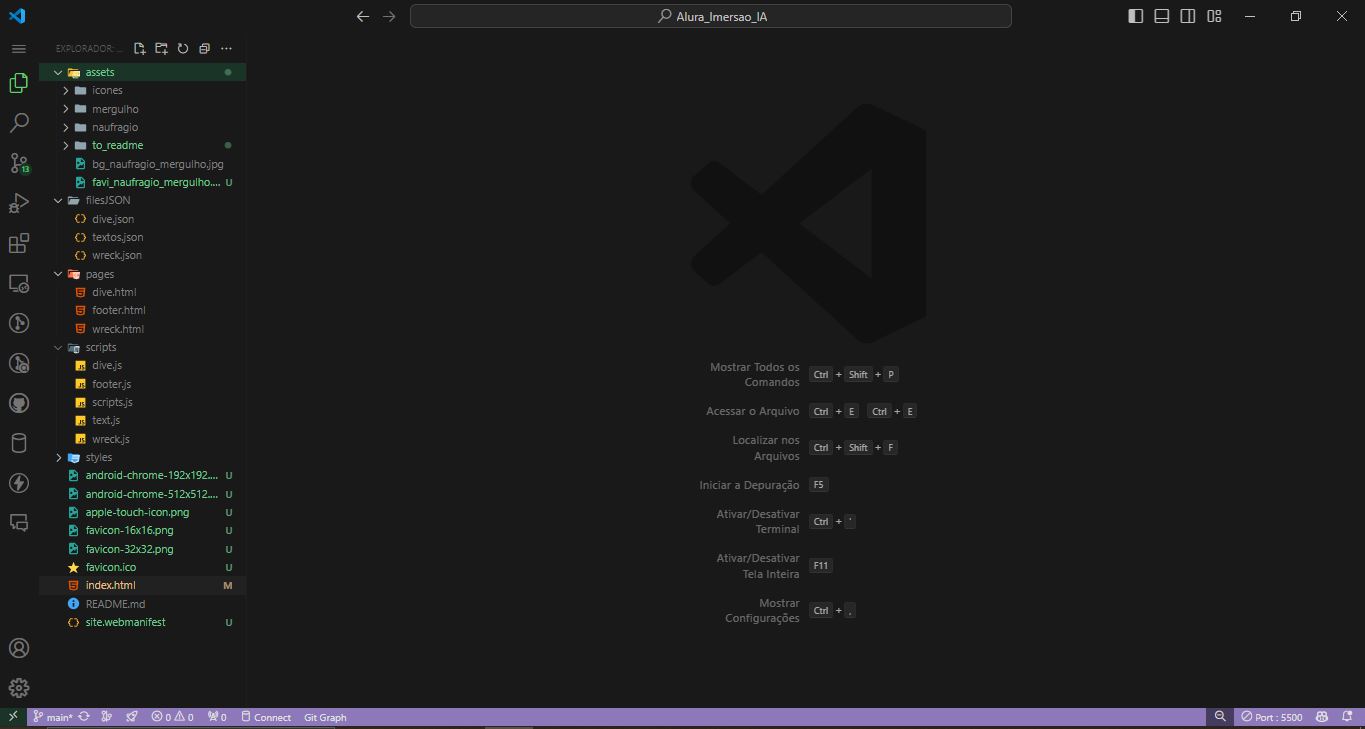 Alura_Imersao_IA
EXPLORADOR: ...
assets
icones
mergulho
naufragio
to_readme
bg_naufragio_mergulho.jpg
favi_naufragio_mergulho.... U
filesJSON
dive.json
textos.json
wreck.json
pages
dive.html
footer.html
wreck.html
scripts
dive.js
footer.js
scripts.js
text.js
wreck.js
styles
android-chrome-192x192.... U
android-chrome-512x512.... U
apple-touch-icon.png U
favicon-16x16.png U
favicon-32x32.png U
favicon.ico U
index.html M
README.md
site.webmanifest U
13
Mostrar Todos os
Comandos Ctrl + Shift + P
Acessar o Arquivo Ctrl + E Ctrl + E
Localizar nos
Arquivos Ctrl + Shift + F
Iniciar a Depuração F5
Ativar/Desativar
Terminal Ctrl + '
Ativar/Desativar
Tela Inteira F11
Mostrar
Configurações Ctrl + ,
main* 0 0 0 Connect Git Graph Port : 5500